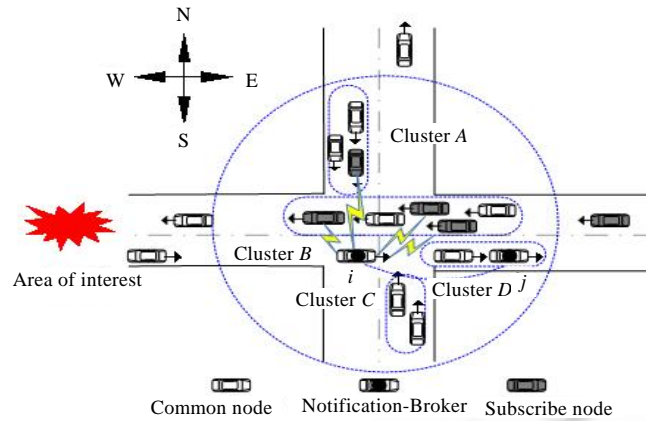 N
W E
S
Cluster A
Cluster B
i
Cluster C
Cluster D
j
Area of interest
Common node
Notification-Broker
Subscribe node